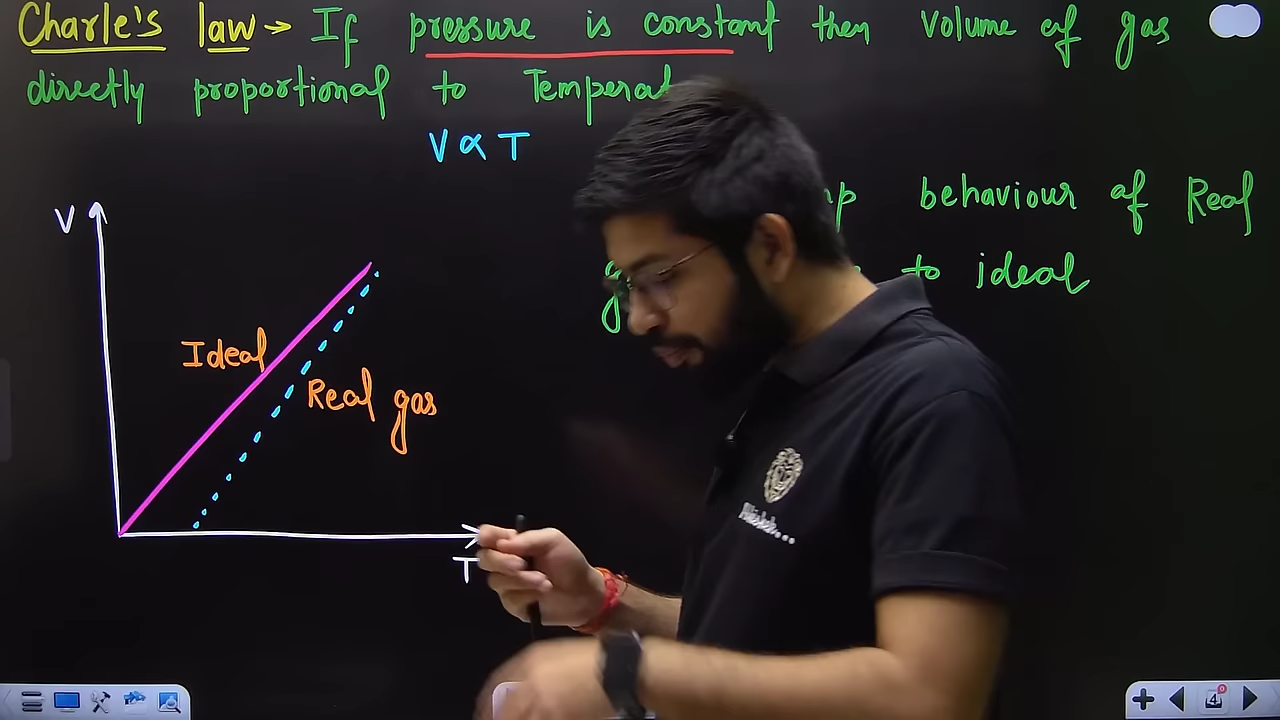 Charle's law → If pressure is constant then volume of gas
directly proportional to
V ∝ T
behaviour of Real
to ideal
V
Ideal
Real gas
T
4